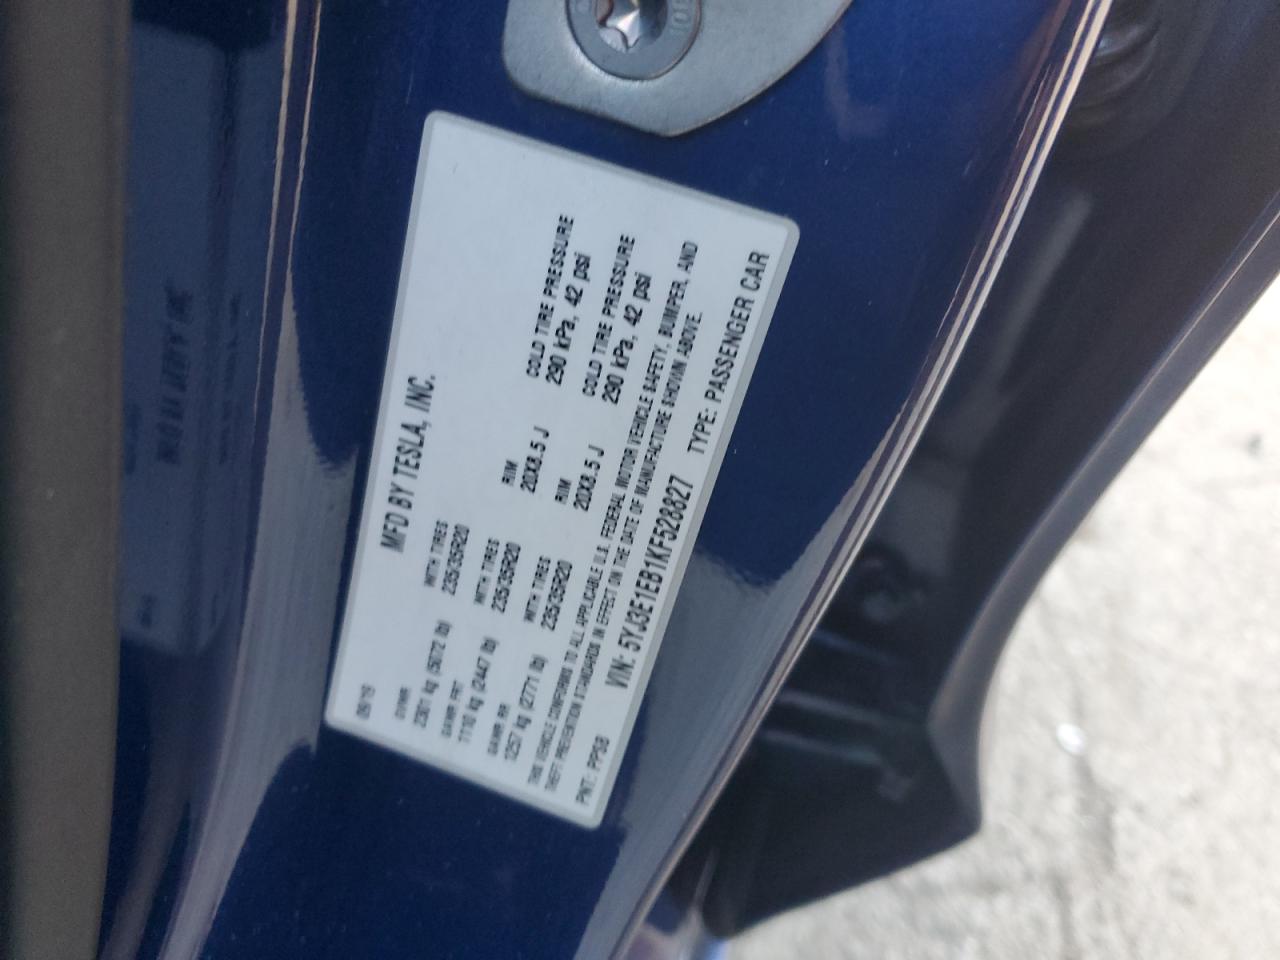 MFD BY TESLA, INC.
05/19
GVWR
2301 kg (5072 lb)
WITH TIRES
235/35R20
GAWR FRT
1110 kg (2447 lb)
WITH TIRES
235/35R20
RIM
20X8.5 J
COLD TIRE PRESSURE
290 kPa, 42 psi
GAWR RR
1257 kg (2771 lb)
WITH TIRES
235/35R20
RIM
20X8.5 J
COLD TIRE PRESSURE
290 kPa, 42 psi
THIS VEHICLE CONFORMS TO ALL APPLICABLE U.S. FEDERAL MOTOR VEHICLE SAFETY, BUMPER, AND
THEFT PREVENTION STANDARDS IN EFFECT ON THE DATE OF MANUFACTURE SHOWN ABOVE.
PNT: PPSB
VIN: 5YJ3E1EB1KF528827
TYPE: PASSENGER CAR